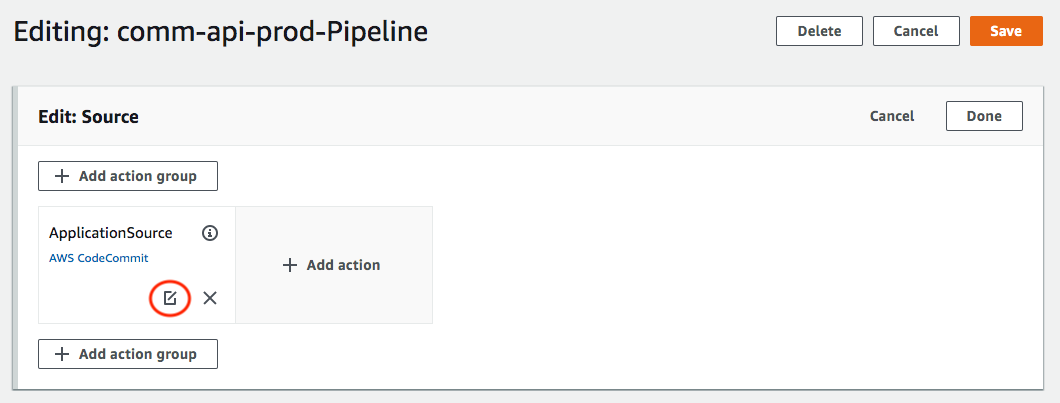 Editing: comm-api-prod-Pipeline
Delete
Cancel
Save
Edit: Source
Cancel
Done
Add action group
ApplicationSource
AWS CodeCommit
Add action
Add action group